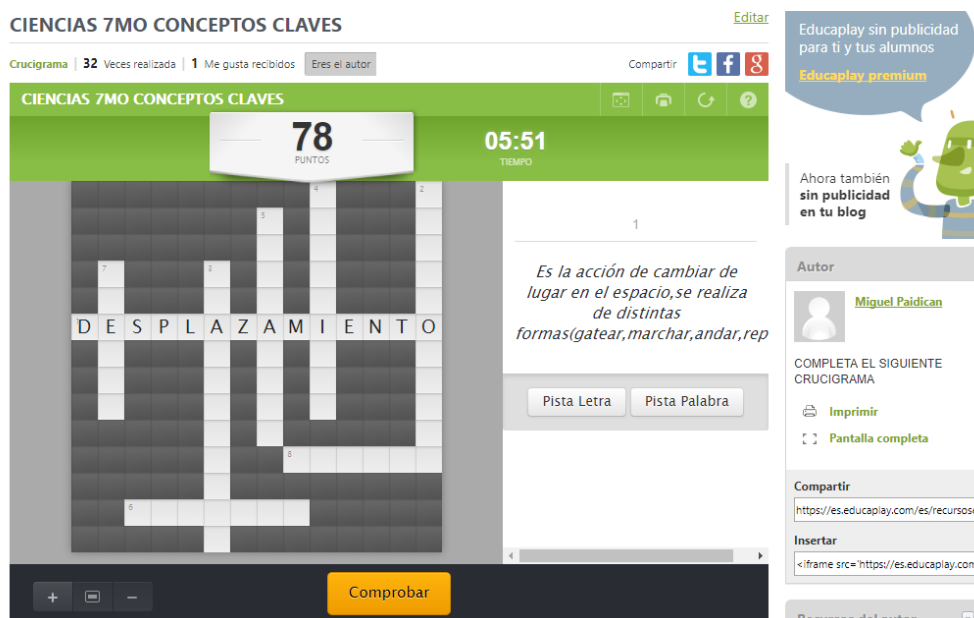 CIENCIAS 7MO CONCEPTOS CLAVES
Editar
Crucigrama | 32 Veces realizada | 1 Me gusta recibidos Eres el autor
Compartir
CIENCIAS 7MO CONCEPTOS CLAVES
78
PUNTOS
05:51
TIEMPO
4
2
5
7
3
DESPLAZAMIENTO
8
6
1
Es la acción de cambiar de
lugar en el espacio,se realiza
de distintas
formas(gatear,marchar,andar,rep
Pista Letra
Pista Palabra
Comprobar
Educaplay sin publicidad
para ti y tus alumnos
Educaplay premium
Ahora también
sin publicidad
en tu blog
Autor
Miguel Paidican
COMPLETA EL SIGUIENTE
CRUCIGRAMA
Imprimir
Pantalla completa
Compartir
https://es.educaplay.com/es/recursos
Insertar
<iframe src='https://es.educaplay.com
Recursos del autor